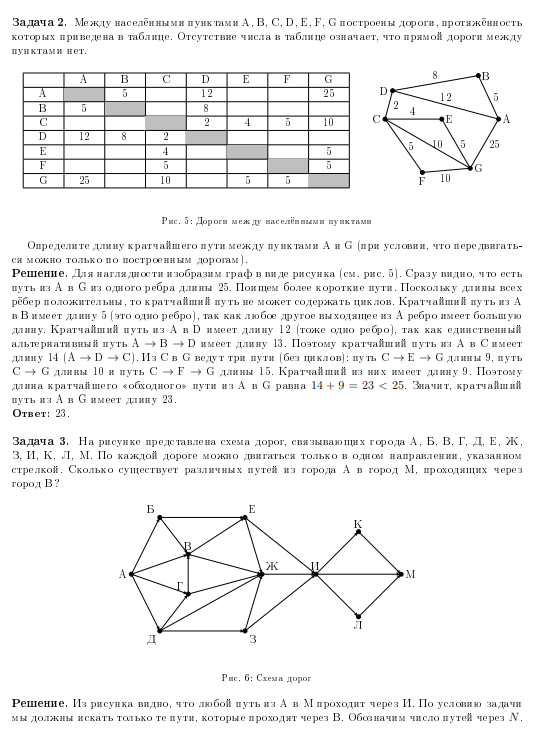 Задача 2. Между населёнными пунктами A, B, C, D, E, F, G построены дороги, протяжённость
которых приведена в таблице. Отсутствие числа в таблице означает, что прямой дороги между
пунктами нет.
A B C D E F G
A 5 12 25
B 5 8
C 2 4 5 10
D 12 8 2
E 4 5
F 5 5
G 25 10 5 5
8 B
D 12 5
2 4
C E A
5 10 5 25
G
F 10
Рис. 5: Дороги между населёнными пунктами
Определите длину кратчайшего пути между пунктами A и G (при условии, что передвигать-
ся можно только по построенным дорогам).
Решение. Для наглядности изобразим граф в виде рисунка (см. рис. 5). Сразу видно, что есть
путь из A в G из одного ребра длины 25. Поищем более короткие пути. Поскольку длины всех
рёбер положительны, то кратчайший путь не может содержать циклов. Кратчайший путь из A
в B имеет длину 5 (это одно ребро), так как любое другое выходящее из A ребро имеет большую
длину. Кратчайший путь из A в D имеет длину 12 (тоже одно ребро), так как единственный
альтернативный путь A → B → D имеет длину 13. Поэтому кратчайший путь из A в C имеет
длину 14 (A → D → C). Из C в G ведут три пути (без циклов): путь C → E → G длины 9, путь
C → G длины 10 и путь C → F → G длины 15. Кратчайший из них имеет длину 9. Поэтому
длина кратчайшего «обходного» пути из A в G равна 14 + 9 = 23 < 25. Значит, кратчайший
путь из A в G имеет длину 23.
Ответ: 23.
Задача 3. На рисунке представлена схема дорог, связывающих города А, Б, В, Г, Д, Е, Ж,
З, И, К, Л, М. По каждой дороге можно двигаться только в одном направлении, указанном
стрелкой. Сколько существует различных путей из города А в город М, проходящих через
город В?
Б Е
К
В
А Ж И М
Г
Д З Л
Рис. 6: Схема дорог
Решение. Из рисунка видно, что любой путь из А в М проходит через И. По условию задачи
мы должны искать только те пути, которые проходят через В. Обозначим число путей через N.